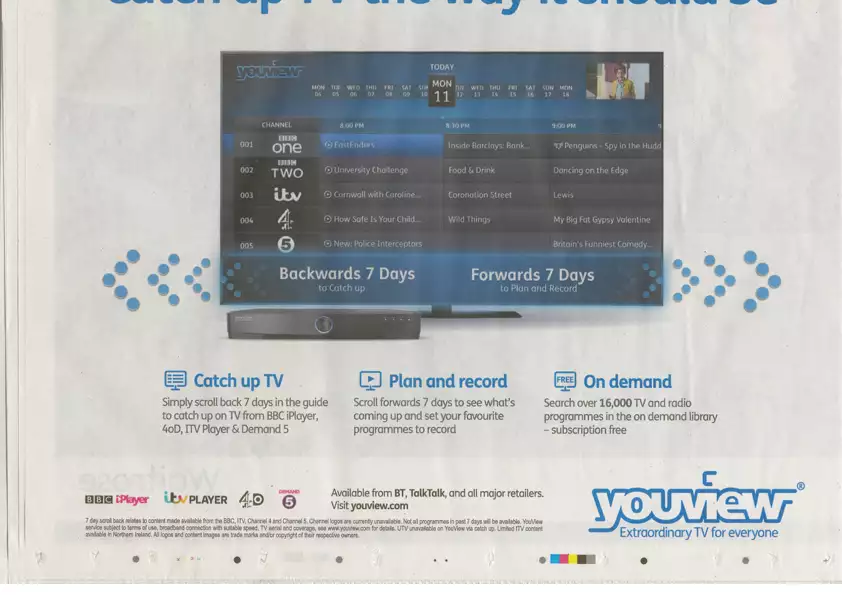 Catch up TV the way it should be
youview
TODAY
MON TUE WED THU FRI SAT SUN MON TUE WED THU FRI SAT SUN MON
04 05 06 07 08 09 10 11 12 13 14 15 16 17 18
CHANNEL 8:00 PM 8:30 PM 9:00 PM 9
001 BBC one EastEnders Inside Barclays: Bank... Penguins - Spy in the Hudd
002 BBC TWO University Challenge Food & Drink Dancing on the Edge
003 itv Cornwall with Caroline... Coronation Street Lewis
004 4 How Safe Is Your Child... Wild Things My Big Fat Gypsy Valentine
005 5 New: Police Interceptors Britain's Funniest Comedy...
Backwards 7 Days Forwards 7 Days
to Catch up to Plan and Record
Catch up TV
Simply scroll back 7 days in the guide
to catch up on TV from BBC iPlayer,
4oD, ITV Player & Demand 5
Plan and record
Scroll forwards 7 days to see what's
coming up and set your favourite
programmes to record
FREE On demand
Search over 16,000 TV and radio
programmes in the on demand library
– subscription free
BBC iPlayer itv PLAYER 4oD DEMAND 5
Available from BT, TalkTalk, and all major retailers.
Visit youview.com
youview®
Extraordinary TV for everyone
7 day scroll back relates to content made available from the BBC, ITV, Channel 4 and Channel 5. Channel logos are currently unavailable. Not all programmes in past 7 days will be available. YouView
service subject to terms of use, broadband connection with suitable speed, TV aerial and coverage, see www.youview.com for details. UTV unavailable on YouView via catch up. Limited ITV content
available in Northern Ireland. All logos and content images are trade marks and/or copyright of their respective owners.